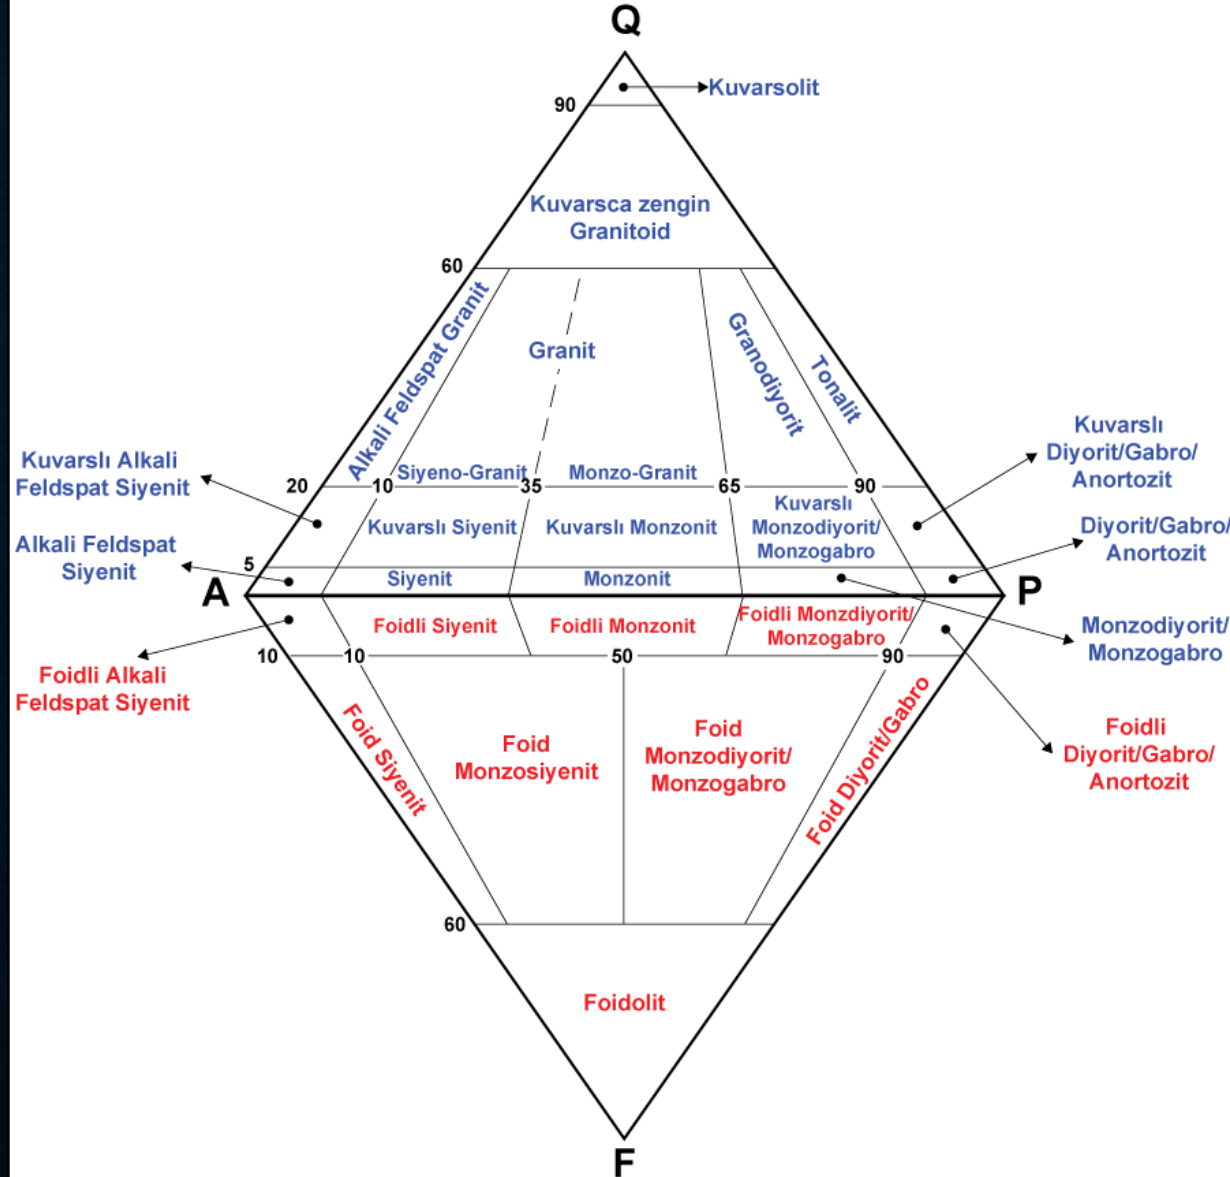 Q
Kuvarsolit
90
Kuvarsca zengin
Granitoid
60
Alkali Feldspat Granit
Granit
Granodiyorit
Tonalit
Kuvarslı Alkali
Feldspat Siyenit
Kuvarslı
Diyorit/Gabro/
Anortozit
Siyeno-Granit
Monzo-Granit
20
10
35
65
90
Kuvarslı Siyenit
Kuvarslı Monzonit
Kuvarslı
Monzodiyorit/
Monzogabro
Alkali Feldspat
Siyenit
Diyorit/Gabro/
Anortozit
5
Siyenit
Monzonit
A
P
Foidli Siyenit
Foidli Monzonit
Foidli Monzdiyorit/
Monzogabro
Monzodiyorit/
Monzogabro
10
10
50
90
Foidli Alkali
Feldspat Siyenit
Foid Siyenit
Foid
Monzosiyenit
Foid
Monzodiyorit/
Monzogabro
Foid Diyorit/Gabro
Foidli
Diyorit/Gabro/
Anortozit
60
Foidolit
F